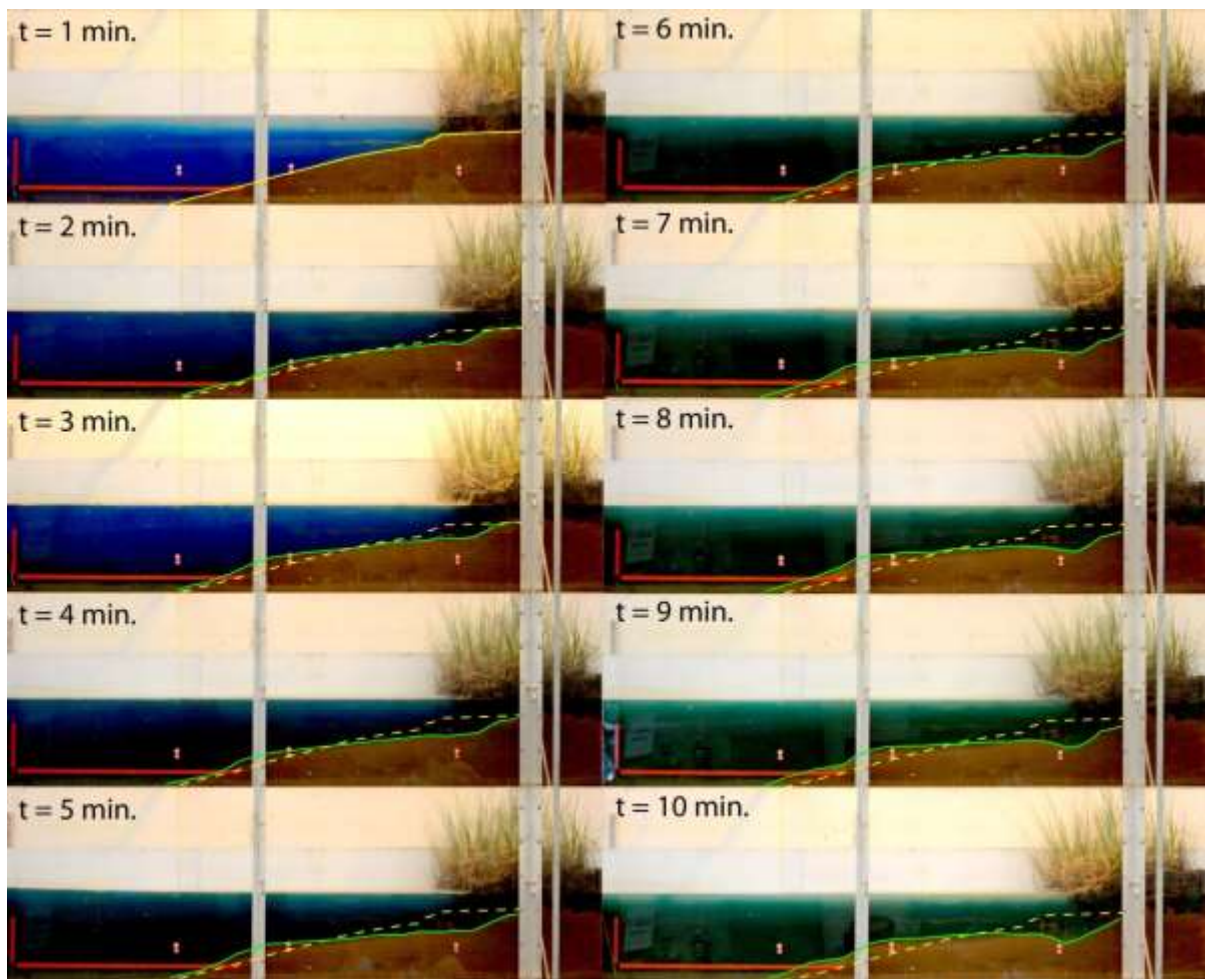 t = 1 min.
t = 2 min.
t = 3 min.
t = 4 min.
t = 5 min.
t = 6 min.
t = 7 min.
t = 8 min.
t = 9 min.
t = 10 min.